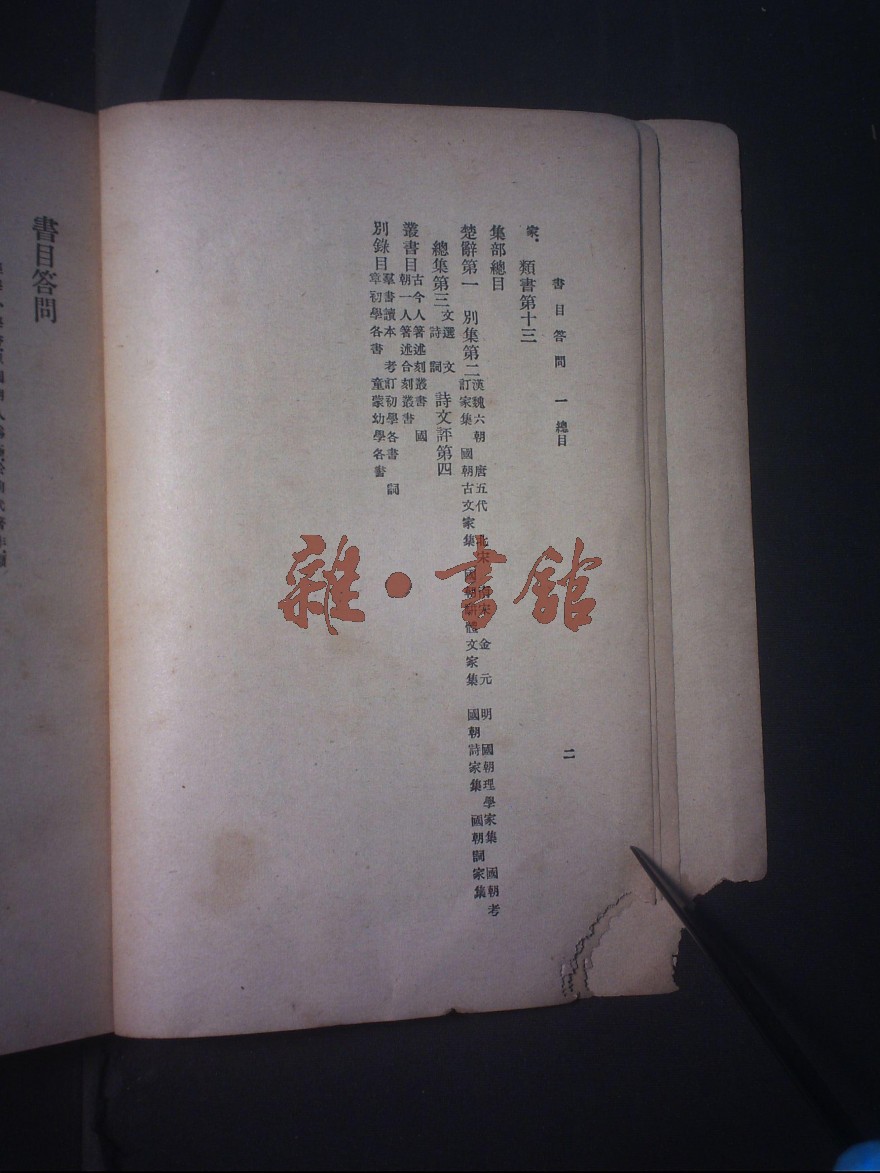 書目答問 一 總目 二
家、 類書第十三
集部總目
楚辭第一 別集第二 漢魏六朝 唐五代 北宋 南宋 金元 明 國朝理學家集 國朝考
訂家集 國朝古文家集 國朝駢體文家集 國朝詩家集 國朝詞家集
總集第三 文選 文
詩 詞 詩文評第四
叢書目 古今人著述刻叢書 國
朝一人著述合刻叢書
別錄目 羣書讀本 考訂初學各書 詞
章初學各書 童蒙幼學各書
書目答問
雜·書館